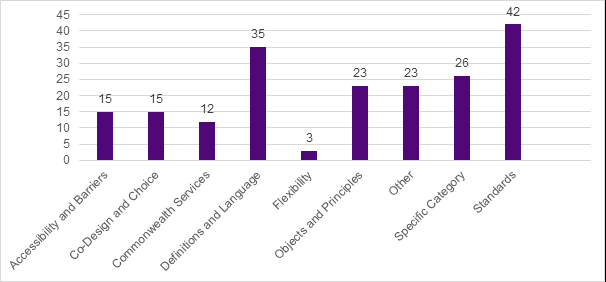 45
40
35
30
25
20
15
10
5
0
15
15
12
35
3
23
23
26
42
Accessibility and Barriers
Co-Design and Choice
Commonwealth Services
Definitions and Language
Flexibility
Objects and Principles
Other
Specific Category
Standards